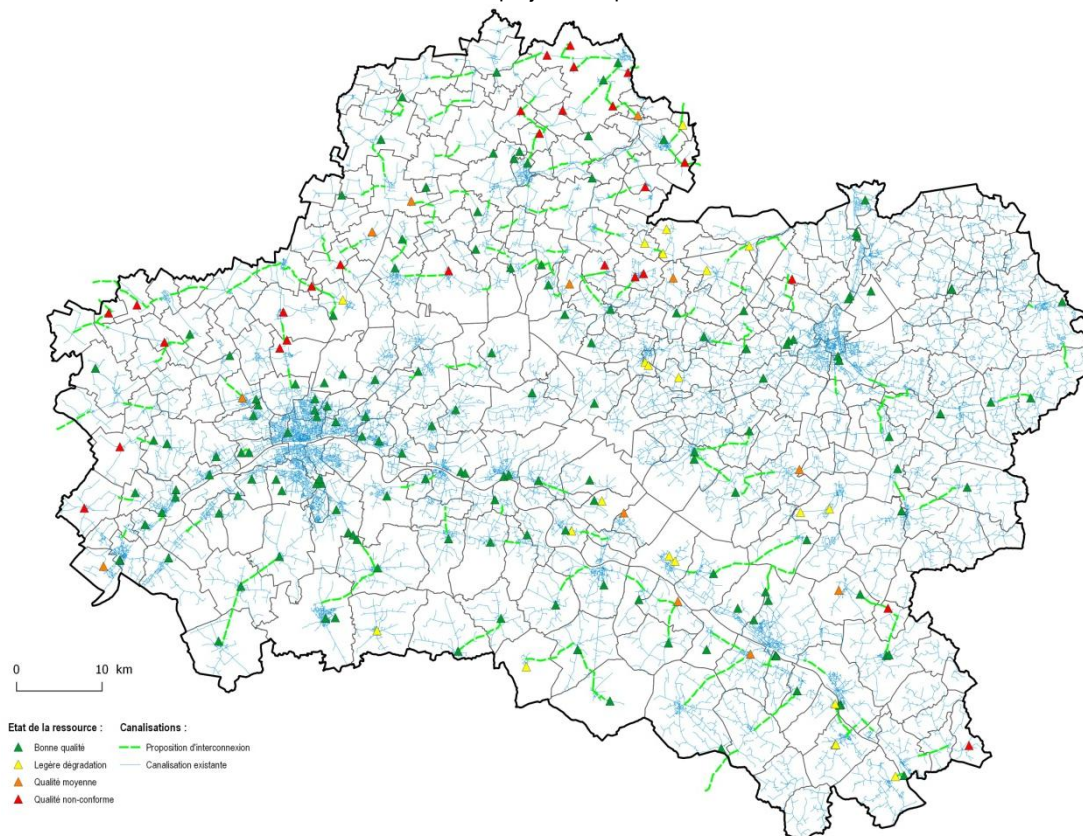 0 10 km
Etat de la ressource : Canalisations :
Bonne qualité Proposition d'interconnexion
Legère dégradation Canalisation existante
Qualité moyenne
Qualité non-conforme